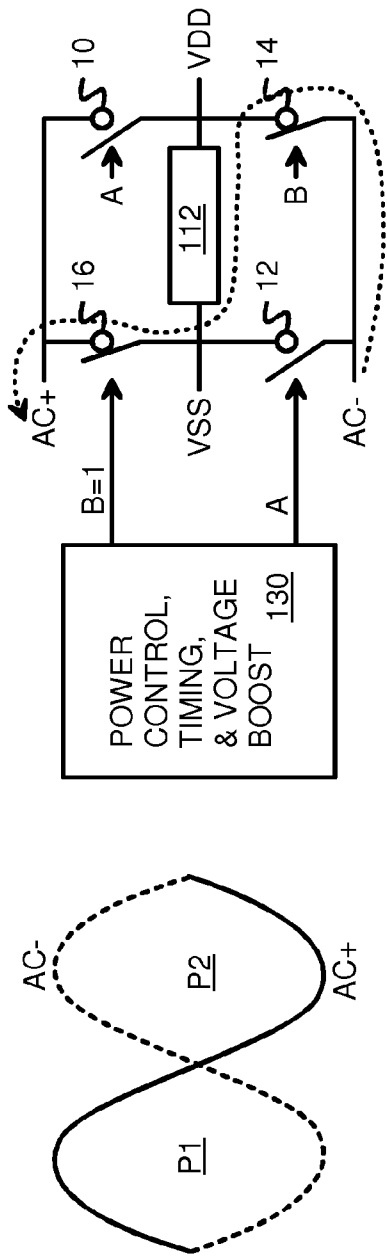 AC-
P1
P2
AC+
POWER
CONTROL,
TIMING,
& VOLTAGE
BOOST
130
B=1
A
AC+
16
10
A
VSS
112
VDD
12
14
B
AC-